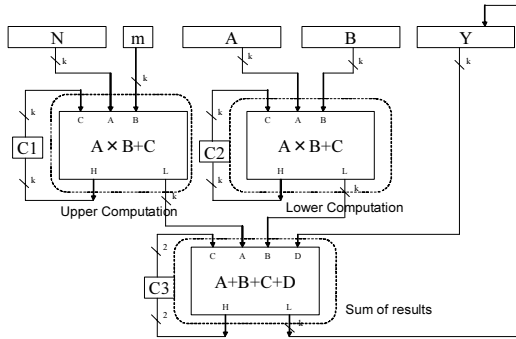 N m A B Y
k k k k k
k C A B k C A B
C1 A×B+C C2 A×B+C
k H L k H L
k k
Upper Computation Lower Computation
2 C A B D
C3 A+B+C+D
2 H L Sum of results
k